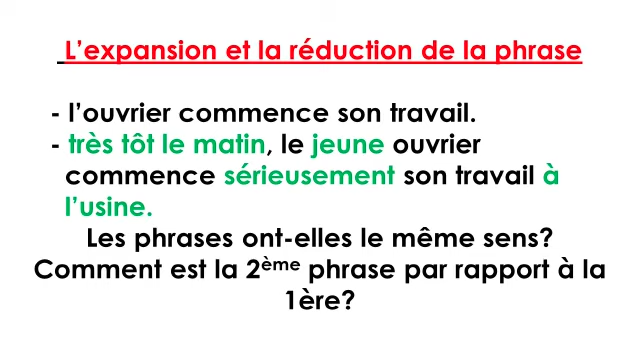 L’expansion et la réduction de la phrase
- l’ouvrier commence son travail.
- très tôt le matin, le jeune ouvrier
commence sérieusement son travail à
l’usine.
Les phrases ont-elles le même sens?
Comment est la 2ème phrase par rapport à la
1ère?